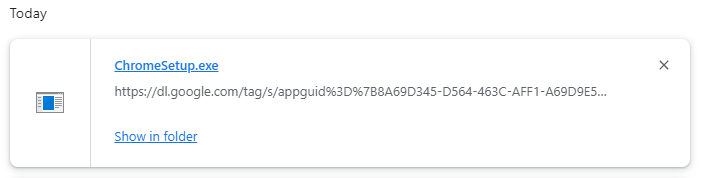 Today
ChromeSetup.exe
https://dl.google.com/tag/s/appguid%3D%7B8A69D345-D564-463C-AFF1-A69D9E5...
Show in folder